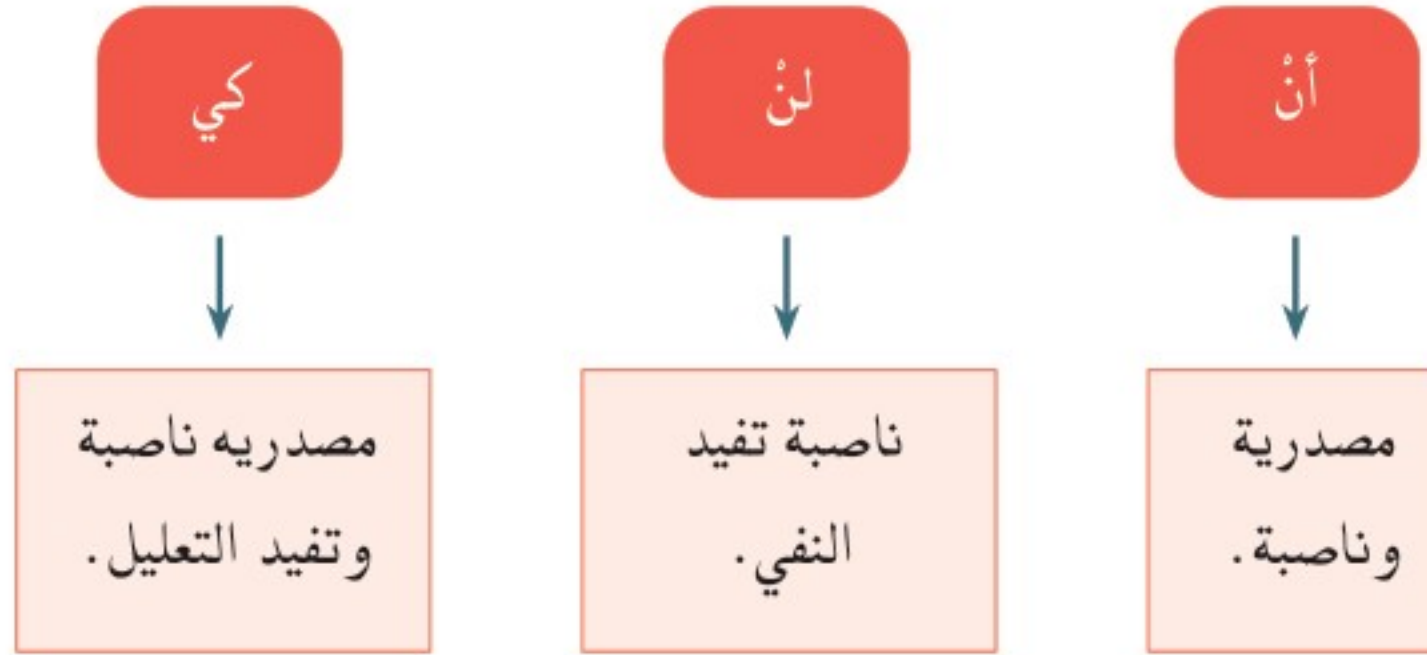 أنْ
لنْ
كي
مصدرية
وناصبة.
ناصبة تفيد
النفي.
مصدريه ناصبة
وتفيد التعليل.